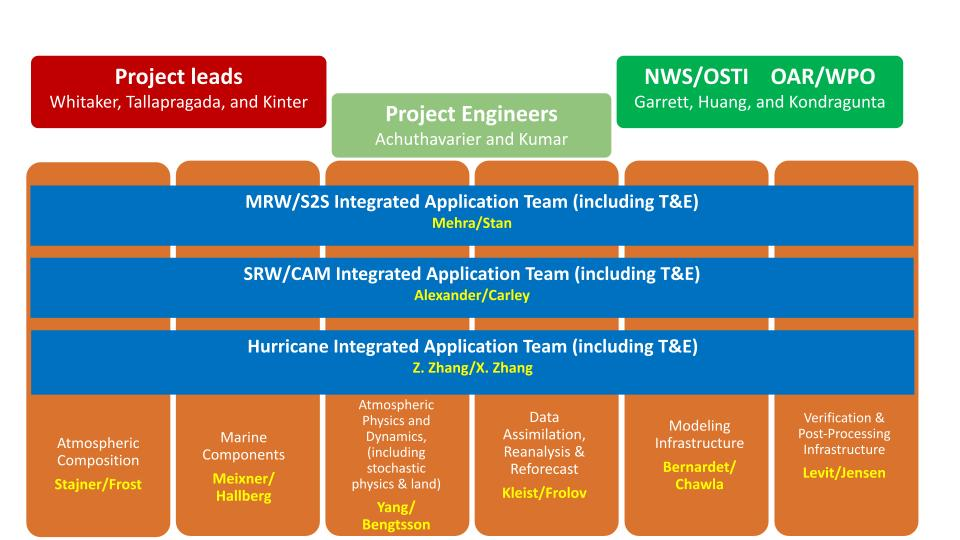 Project leads
Whitaker, Tallapragada, and Kinter
NWS/OSTI OAR/WPO
Garrett, Huang, and Kondragunta
Project Engineers
Achuthavarier and Kumar
MRW/S2S Integrated Application Team (including T&E)
Mehra/Stan
SRW/CAM Integrated Application Team (including T&E)
Alexander/Carley
Hurricane Integrated Application Team (including T&E)
Z. Zhang/X. Zhang
Atmospheric
Composition
Stajner/Frost
Marine
Components
Meixner/
Hallberg
Atmospheric
Physics and
Dynamics,
(including
stochastic
physics & land)
Yang/
Bengtsson
Data
Assimilation,
Reanalysis &
Reforecast
Kleist/Frolov
Modeling
Infrastructure
Bernardet/
Chawla
Verification &
Post-Processing
Infrastructure
Levit/Jensen